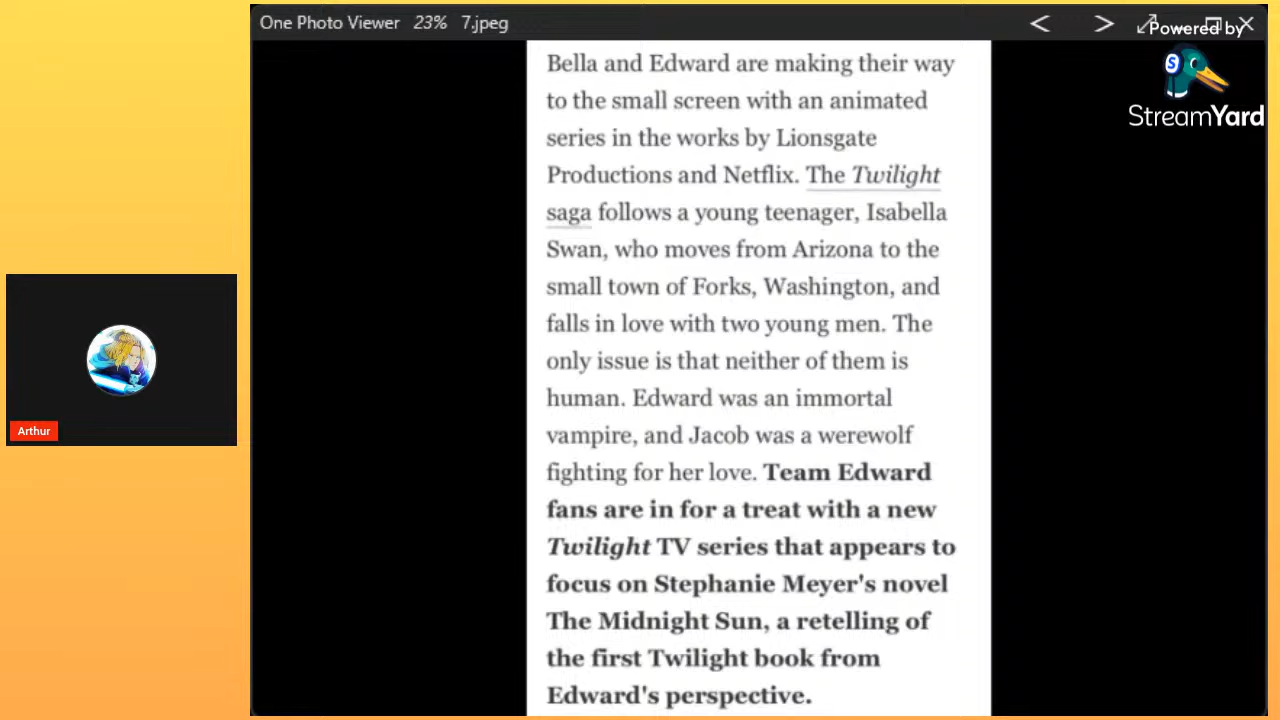 One Photo Viewer 23% 7.jpeg
Powered by
StreamYard
Bella and Edward are making their way
to the small screen with an animated
series in the works by Lionsgate
Productions and Netflix. The Twilight
saga follows a young teenager, Isabella
Swan, who moves from Arizona to the
small town of Forks, Washington, and
falls in love with two young men. The
only issue is that neither of them is
human. Edward was an immortal
vampire, and Jacob was a werewolf
fighting for her love. Team Edward
fans are in for a treat with a new
Twilight TV series that appears to
focus on Stephanie Meyer's novel
The Midnight Sun, a retelling of
the first Twilight book from
Edward's perspective.
Arthur